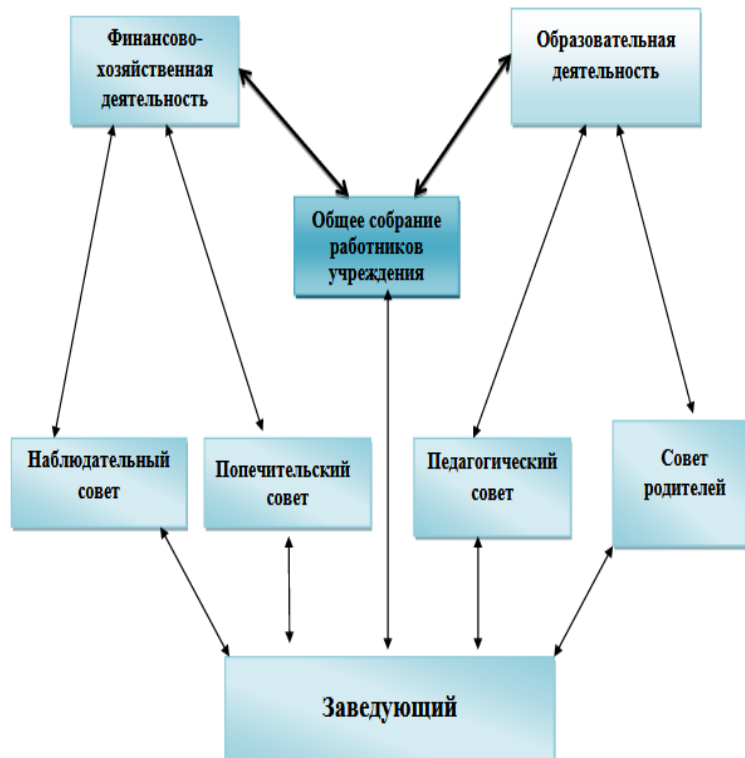 Финансово-
хозяйственная
деятельность
Образовательная
деятельность
Общее собрание
работников
учреждения
Наблюдательный
совет
Попечительский
совет
Педагогический
совет
Совет
родителей
Заведующий